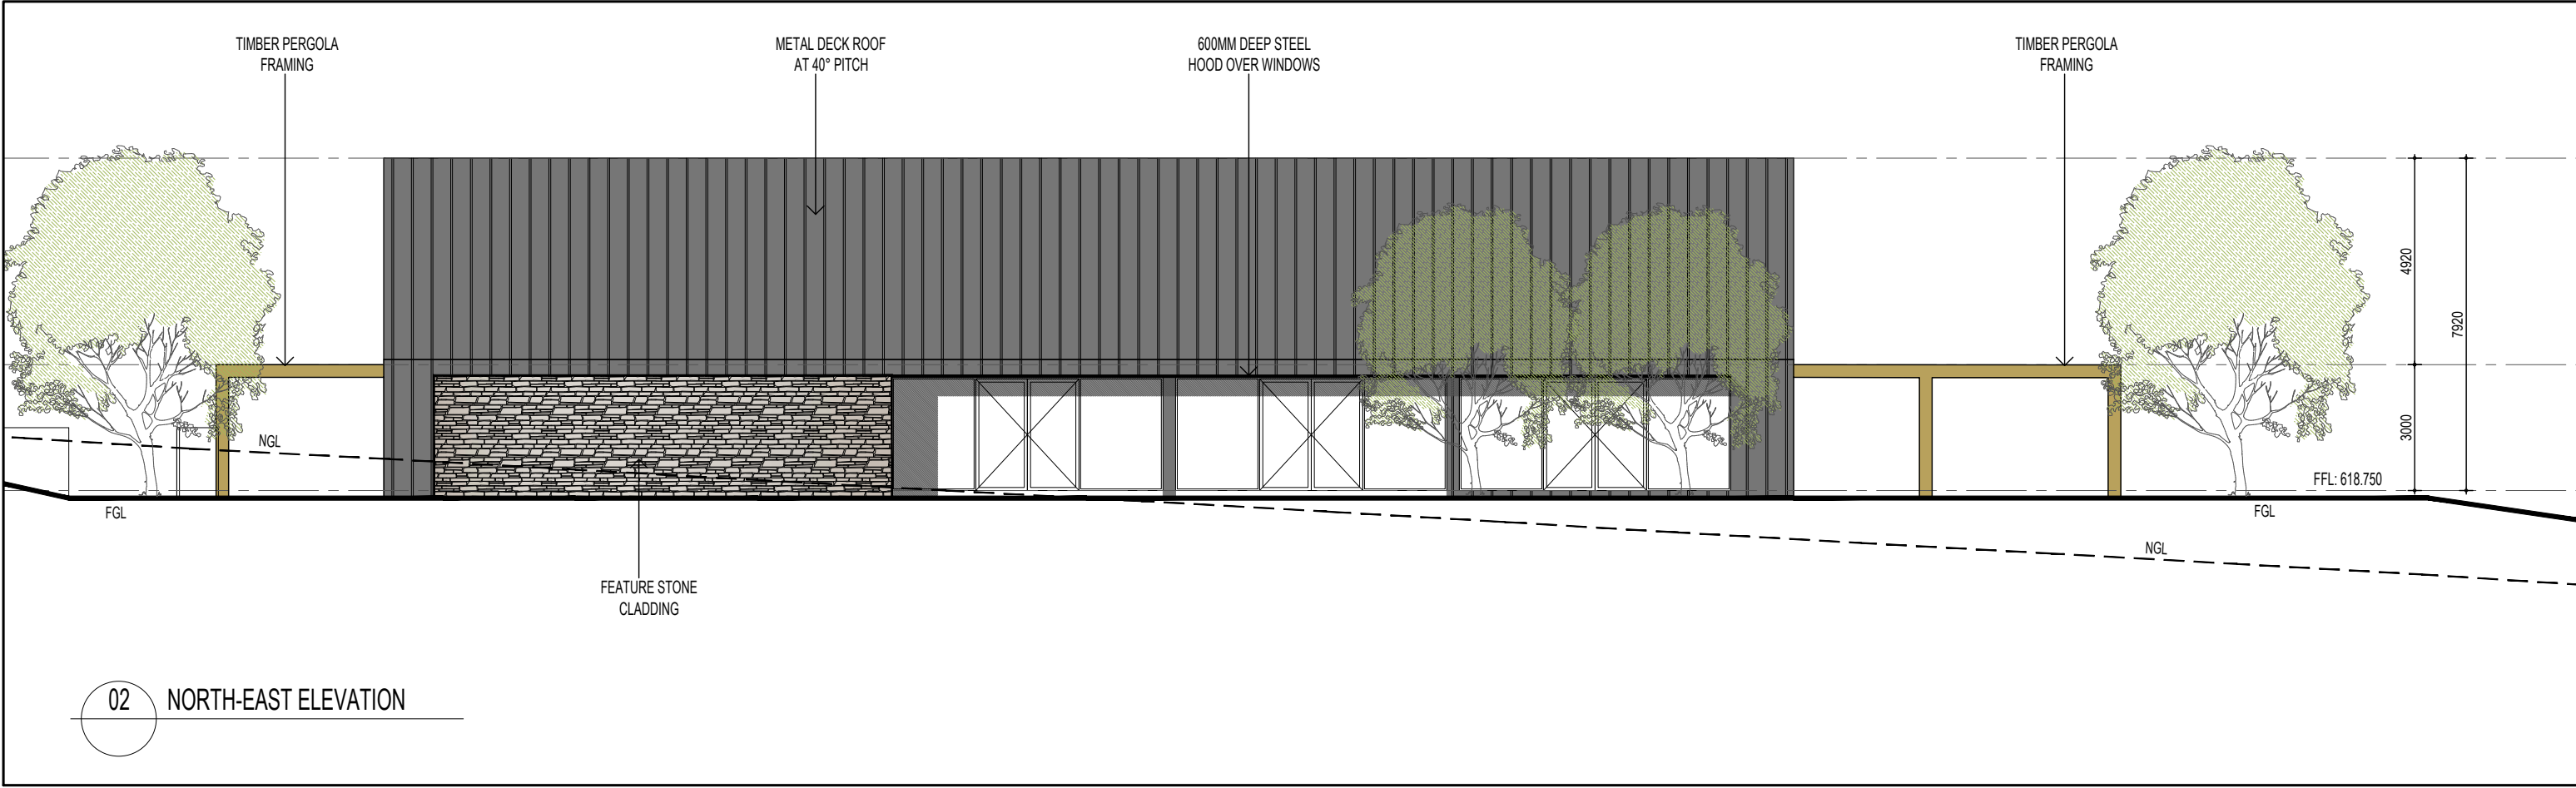 TIMBER PERGOLA
FRAMING
METAL DECK ROOF
AT 40° PITCH
600MM DEEP STEEL
HOOD OVER WINDOWS
TIMBER PERGOLA
FRAMING
4920
7920
3000
NGL
FFL: 618.750
FGL
FGL
NGL
FEATURE STONE
CLADDING
02
NORTH-EAST ELEVATION